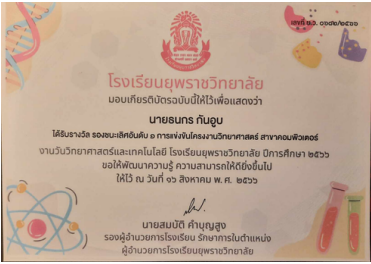 เลขที่ ย.ว. ๑๐๘๒/๒๕๖๖
โรงเรียนยุพราชวิทยาลัย
มอบเกียรติบัตรฉบับนี้ให้ไว้เพื่อแสดงว่า
นายธนกร กันอูบ
ได้รับรางวัล รองชนะเลิศอันดับ ๑ การแข่งขันโครงงานวิทยาศาสตร์ สาขาคอมพิวเตอร์
งานวันวิทยาศาสตร์และเทคโนโลยี โรงเรียนยุพราชวิทยาลัย ปีการศึกษา ๒๕๖๖
ขอให้พัฒนาความรู้ ความสามารถให้ดียิ่งขึ้นไป
ให้ไว้ ณ วันที่ ๑๖ สิงหาคม พ.ศ. ๒๕๖๖
นายสมบัติ คำบุญสูง
รองผู้อำนวยการโรงเรียน รักษาการในตำแหน่ง
ผู้อำนวยการโรงเรียนยุพราชวิทยาลัย